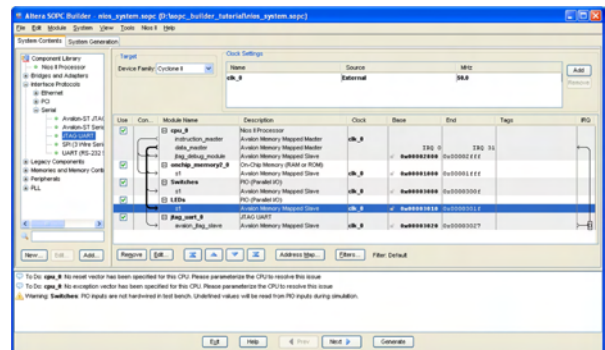 Altera SOPC Builder - nios_system.sopc (D:\sopc_builder_tutorial\nios_system.sopc)
File Edit Module System View Tools Nios II Help
System Contents System Generation
Component Library
Nios II Processor
Bridges and Adapters
Interface Protocols
Ethernet
PCI
Serial
Avalon-ST JTAG
Avalon-ST Seri
JTAG UART
SPI (3 Wire Seri
UART (RS-232 S
Legacy Components
Memories and Memory Cont
Peripherals
PLL
New... Edit... Add...
Target
Device Family: Cyclone II
Clock Settings
Name Source MHz
clk_0 External 50.0
Add
Remove
Use Con... Module Name Description Clock Base End Tags IRQ
cpu_0 Nios II Processor
instruction_master Avalon Memory Mapped Master clk_0
data_master Avalon Memory Mapped Master IRQ 0 IRQ 31
jtag_debug_module Avalon Memory Mapped Slave 0x00002800 0x00002fff
onchip_memory2_0 On-Chip Memory (RAM or ROM)
s1 Avalon Memory Mapped Slave clk_0 0x00001000 0x00001fff
Switches PIO (Parallel I/O)
s1 Avalon Memory Mapped Slave clk_0 0x00003000 0x0000300f
LEDs PIO (Parallel I/O)
s1 Avalon Memory Mapped Slave clk_0 0x00003010 0x0000301f
jtag_uart_0 JTAG UART
avalon_jtag_slave Avalon Memory Mapped Slave clk_0 0x00003020 0x00003027
Remove Edit... Address Map... Filters... Filter: Default
To Do: cpu_0: No reset vector has been specified for this CPU. Please parameterize the CPU to resolve this issue
To Do: cpu_0: No exception vector has been specified for this CPU. Please parameterize the CPU to resolve this issue
Warning: Switches: PIO inputs are not hardwired in test bench. Undefined values will be read from PIO inputs during simulation.
Exit Help Prev Next Generate